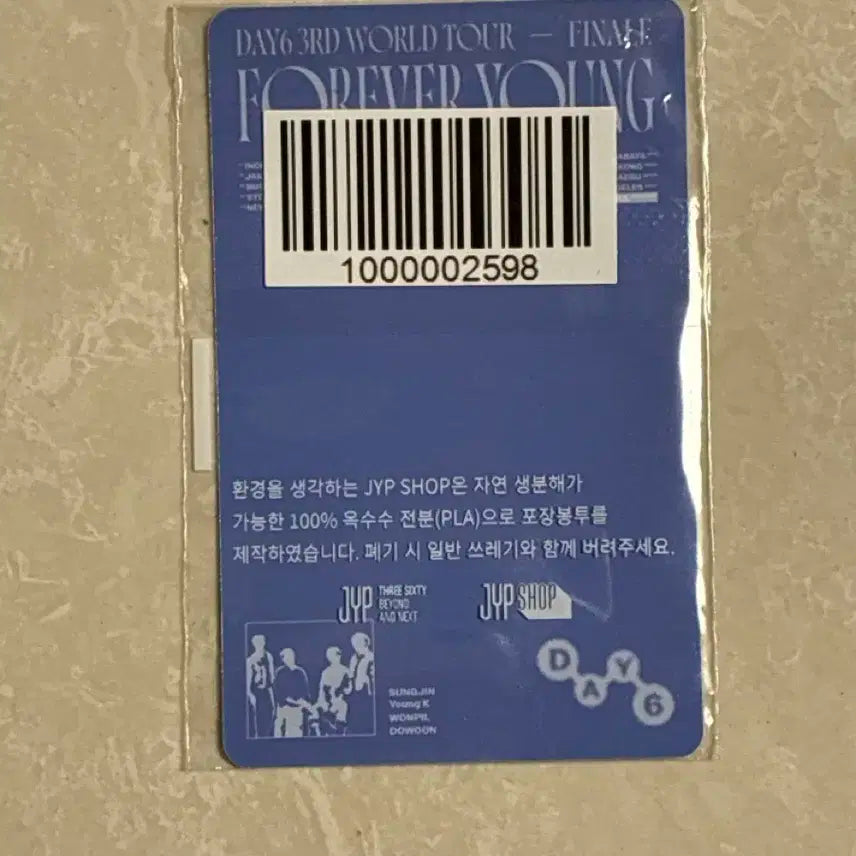 DAY6 3RD WORLD TOUR — FINALE
FOREVER YOUNG
1000002598
환경을 생각하는 JYP SHOP은 자연 생분해가
가능한 100% 옥수수 전분(PLA)으로 포장봉투를
제작하였습니다. 폐기 시 일반 쓰레기와 함께 버려주세요.
JYP THREE SIXTY
BEYOND
AND NEXT
JYP SHOP
SUNGJIN
Young K
WONPIL
DOWOON
DAY6